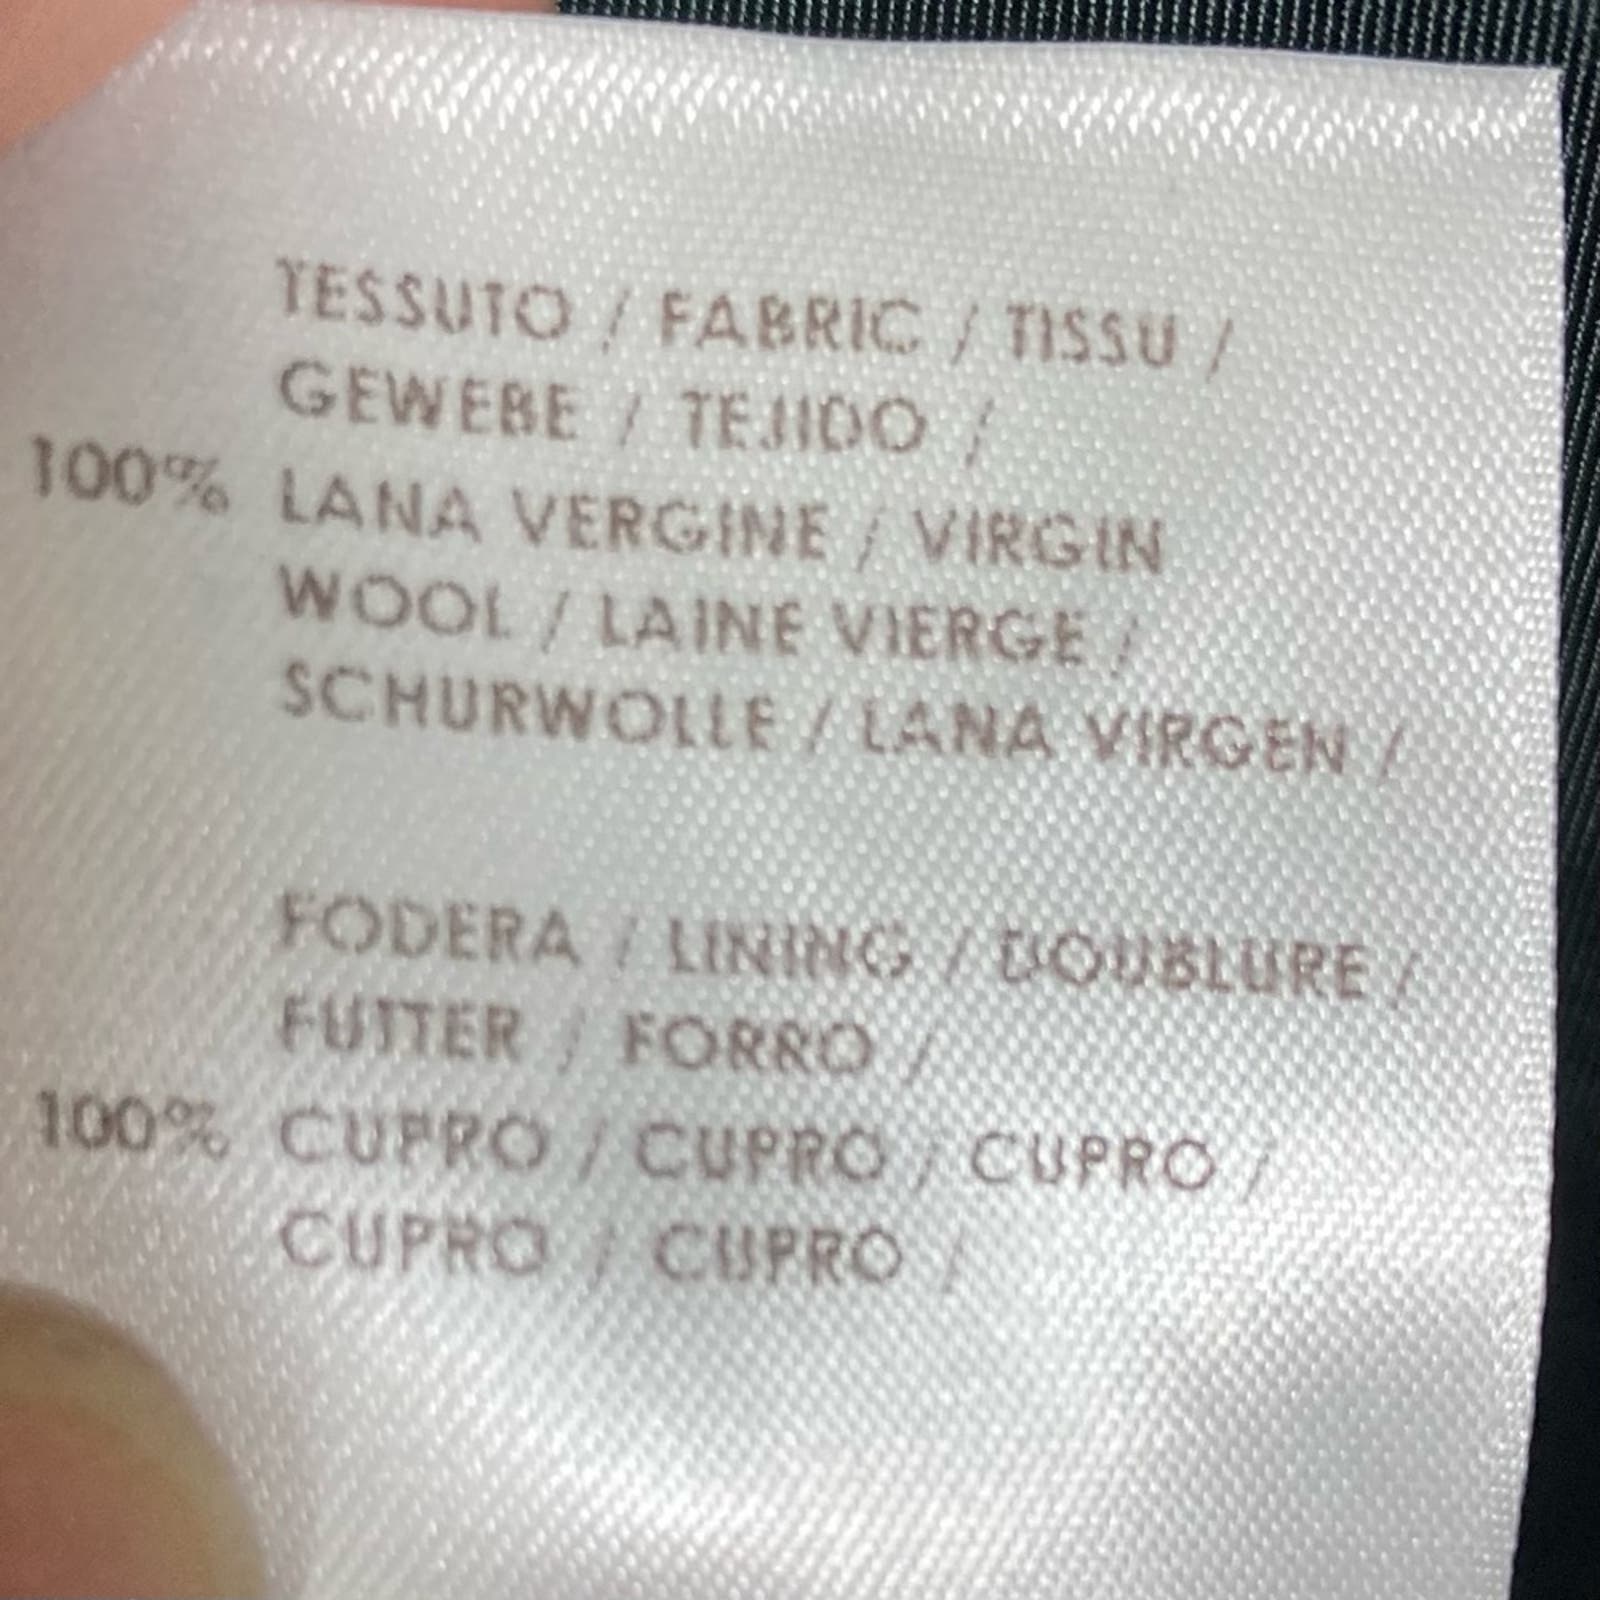 TESSUTO / FABRIC / TISSU /
GEWEBE / TEJIDO /
100% LANA VERGINE / VIRGIN
WOOL / LAINE VIERGE /
SCHURWOLLE / LANA VIRGEN /
FODERA / LINING / DOUBLURE /
FUTTER / FORRO /
100% CUPRO / CUPRO / CUPRO /
CUPRO / CUPRO /